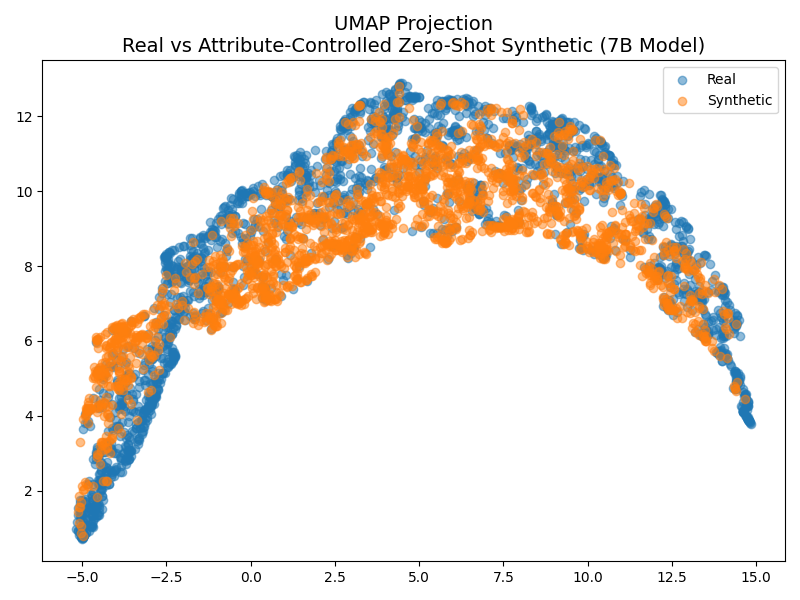 UMAP Projection
Real vs Attribute-Controlled Zero-Shot Synthetic (7B Model)
Real
Synthetic
12
10
8
6
4
2
−5.0 −2.5 0.0 2.5 5.0 7.5 10.0 12.5 15.0